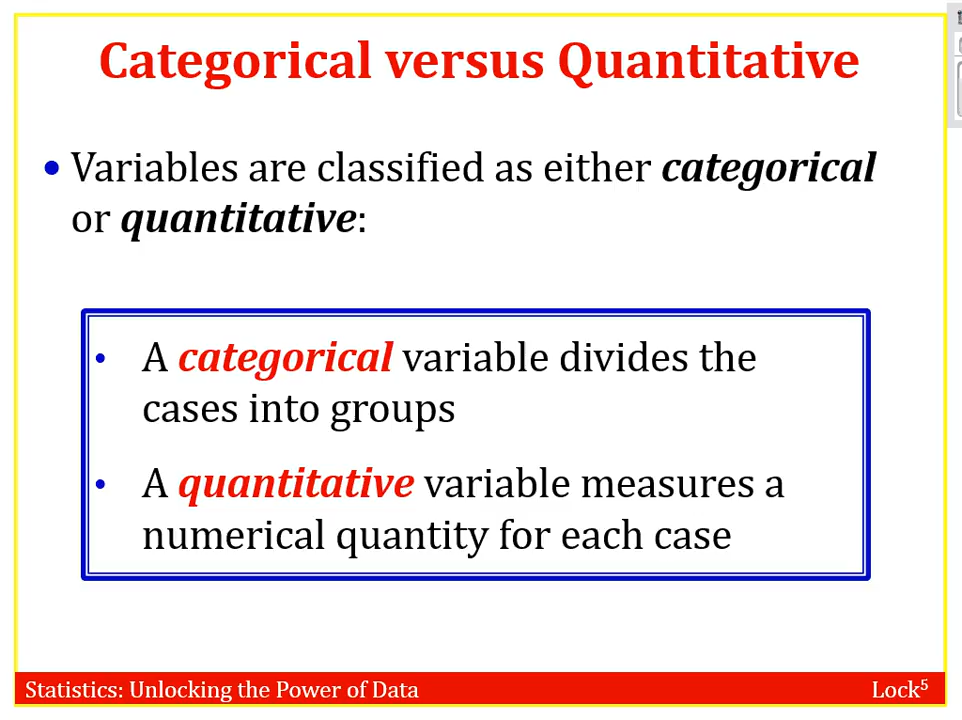 Categorical versus Quantitative
• Variables are classified as either categorical
or quantitative:
• A categorical variable divides the
cases into groups
• A quantitative variable measures a
numerical quantity for each case
Statistics: Unlocking the Power of Data Lock⁵